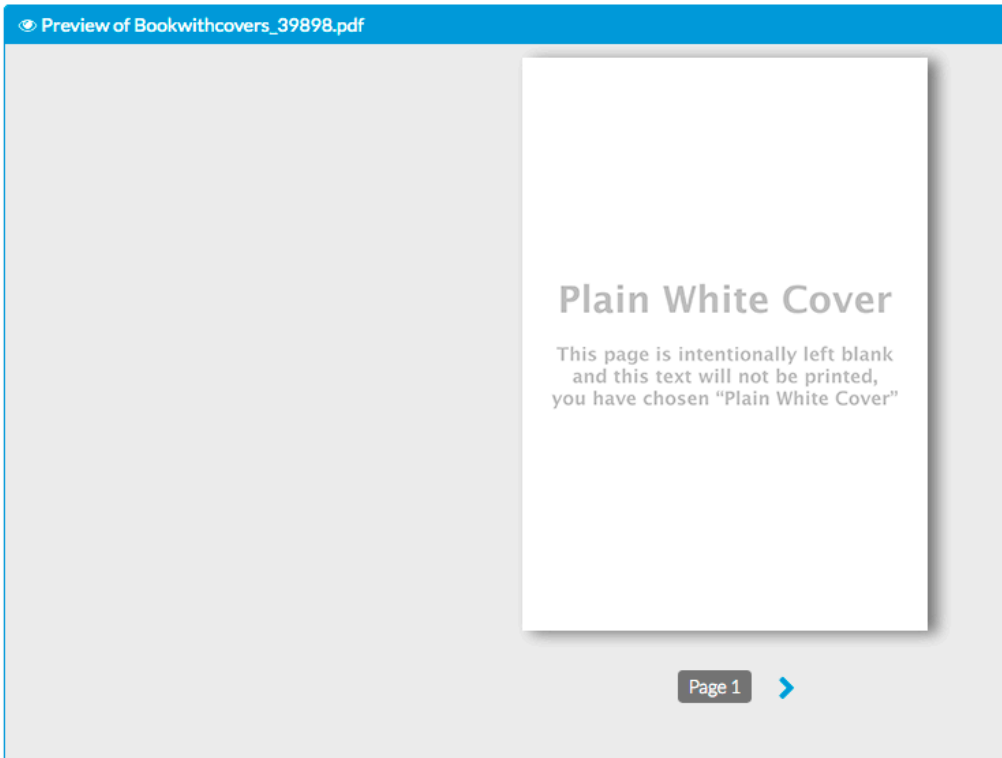 Preview of Bookwithcovers_39898.pdf
Plain White Cover
This page is intentionally left blank
and this text will not be printed,
you have chosen “Plain White Cover”
Page 1